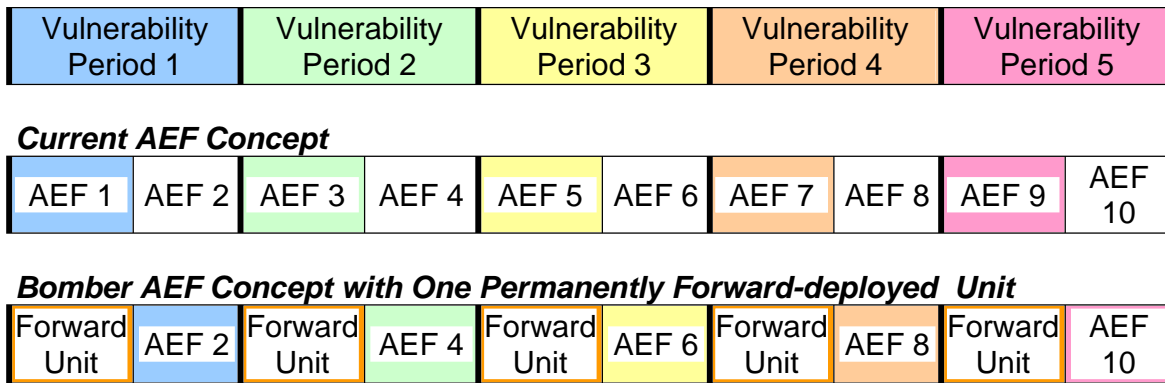 Vulnerability Vulnerability Vulnerability Vulnerability Vulnerability
Period 1 Period 2 Period 3 Period 4 Period 5
Current AEF Concept
AEF 1 AEF 2 AEF 3 AEF 4 AEF 5 AEF 6 AEF 7 AEF 8 AEF 9 AEF
10
Bomber AEF Concept with One Permanently Forward-deployed Unit
Forward AEF 2 Forward AEF 4 Forward AEF 6 Forward AEF 8 Forward AEF
Unit Unit Unit Unit Unit 10